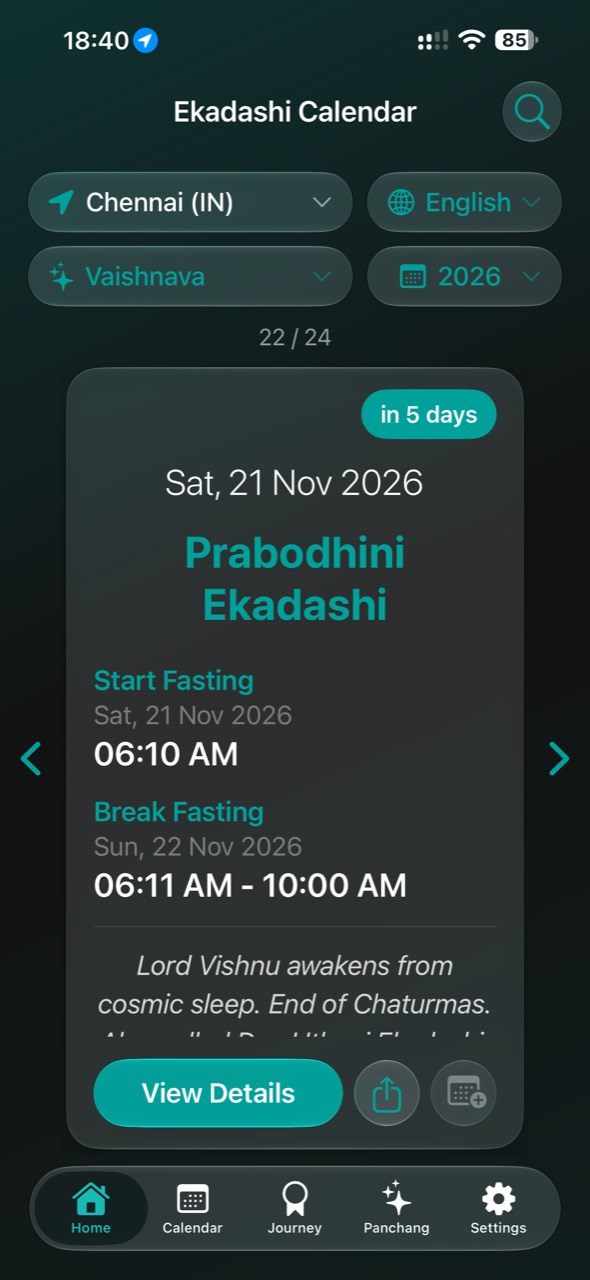 18:40
85
Ekadashi Calendar
Chennai (IN)
English
Vaishnava
2026
22 / 24
in 5 days
Sat, 21 Nov 2026
Prabodhini
Ekadashi
Start Fasting
Sat, 21 Nov 2026
06:10 AM
Break Fasting
Sun, 22 Nov 2026
06:11 AM - 10:00 AM
Lord Vishnu awakens from
cosmic sleep. End of Chaturmas.
View Details
Home
Calendar
Journey
Panchang
Settings